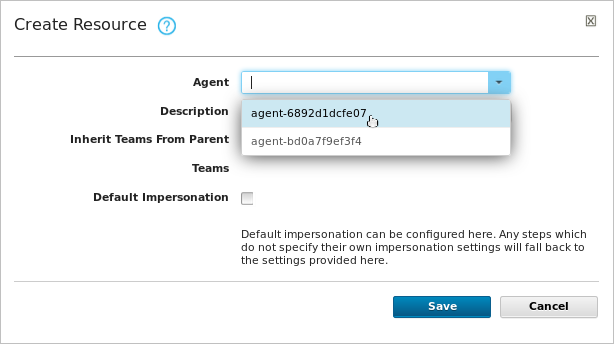 Create Resource ?
Agent
agent-6892d1dcfe07
Description
agent-bd0a7f9ef3f4
Inherit Teams From Parent
Teams
Default Impersonation
Default impersonation can be configured here. Any steps which
do not specify their own impersonation settings will fall back to
the settings provided here.
Save Cancel